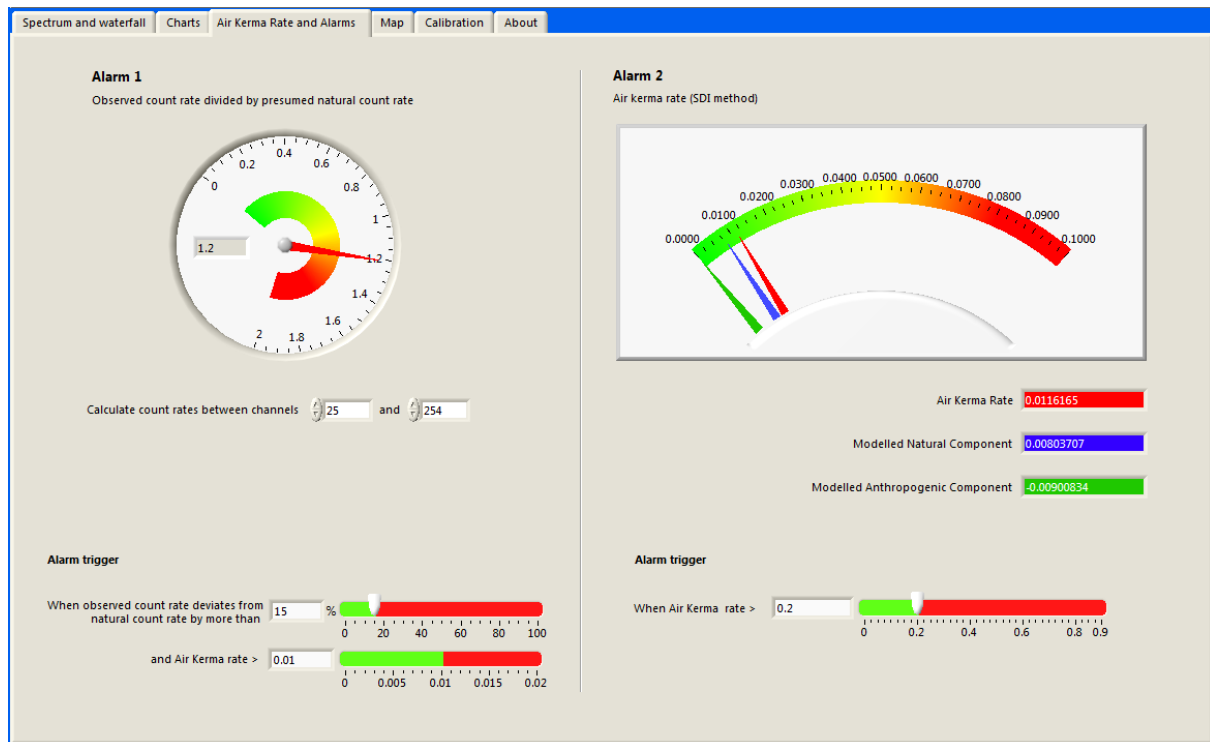 Spectrum and waterfall Charts Air Kerma Rate and Alarms Map Calibration About
Alarm 1
Observed count rate divided by presumed natural count rate
0 0.2 0.4 0.6 0.8 1 1.2 1.4 1.6 1.8 2
1.2
Calculate count rates between channels 25 and 254
Alarm trigger
When observed count rate deviates from
natural count rate by more than 15 %
0 20 40 60 80 100
and Air Kerma rate > 0.01
0 0.005 0.01 0.015 0.02
Alarm 2
Air kerma rate (SDI method)
0.0000 0.0100 0.0200 0.0300 0.0400 0.0500 0.0600 0.0700 0.0800 0.0900 0.1000
Air Kerma Rate 0.0116165
Modelled Natural Component 0.00803707
Modelled Anthropogenic Component -0.00900834
Alarm trigger
When Air Kerma rate > 0.2
0 0.2 0.4 0.6 0.8 0.9